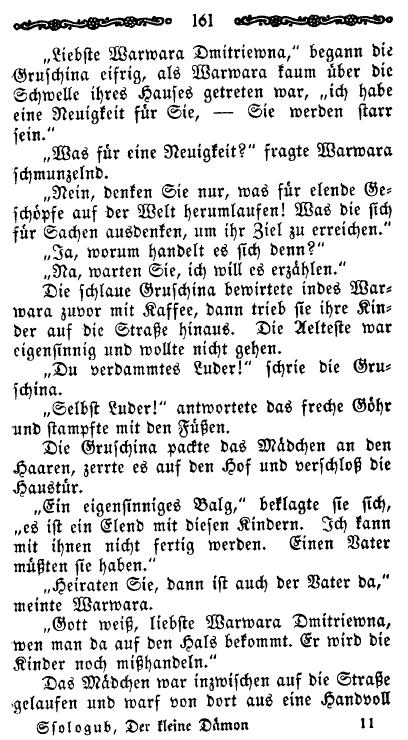 161
„Liebste Warwara Dmitriewna,“ begann die
Gruschina eifrig, als Warwara kaum über die
Schwelle ihres Hauses getreten war, „ich habe
eine Neuigkeit für Sie, — Sie werden starr
sein.“
„Was für eine Neuigkeit?“ fragte Warwara
schmunzelnd.
„Nein, denken Sie nur, was für elende Ge-
schöpfe auf der Welt herumlaufen! Was die sich
für Sachen ausdenken, um ihr Ziel zu erreichen.“
„Ja, worum handelt es sich denn?“
„Na, warten Sie, ich will es erzählen.“
Die schlaue Gruschina bewirtete indes War-
wara zuvor mit Kaffee, dann trieb sie ihre Kin-
der auf die Straße hinaus. Die Aelteste war
eigensinnig und wollte nicht gehen.
„Du verdammtes Luder!“ schrie die Gru-
schina.
„Selbst Luder!“ antwortete das freche Göhr
und stampfte mit den Füßen.
Die Gruschina packte das Mädchen an den
Haaren, zerrte es auf den Hof und verschloß die
Haustür.
„Ein eigensinniges Balg,“ beklagte sie sich,
„es ist ein Elend mit diesen Kindern. Ich kann
mit ihnen nicht fertig werden. Einen Vater
müßten sie haben.“
„Heiraten Sie, dann ist auch der Vater da,“
meinte Warwara.
„Gott weiß, liebste Warwara Dmitriewna,
wen man da auf den Hals bekommt. Er wird die
Kinder noch mißhandeln.“
Das Mädchen war inzwischen auf die Straße
gelaufen und warf von dort aus eine Handvoll
Ssologub, Der kleine Dämon 11